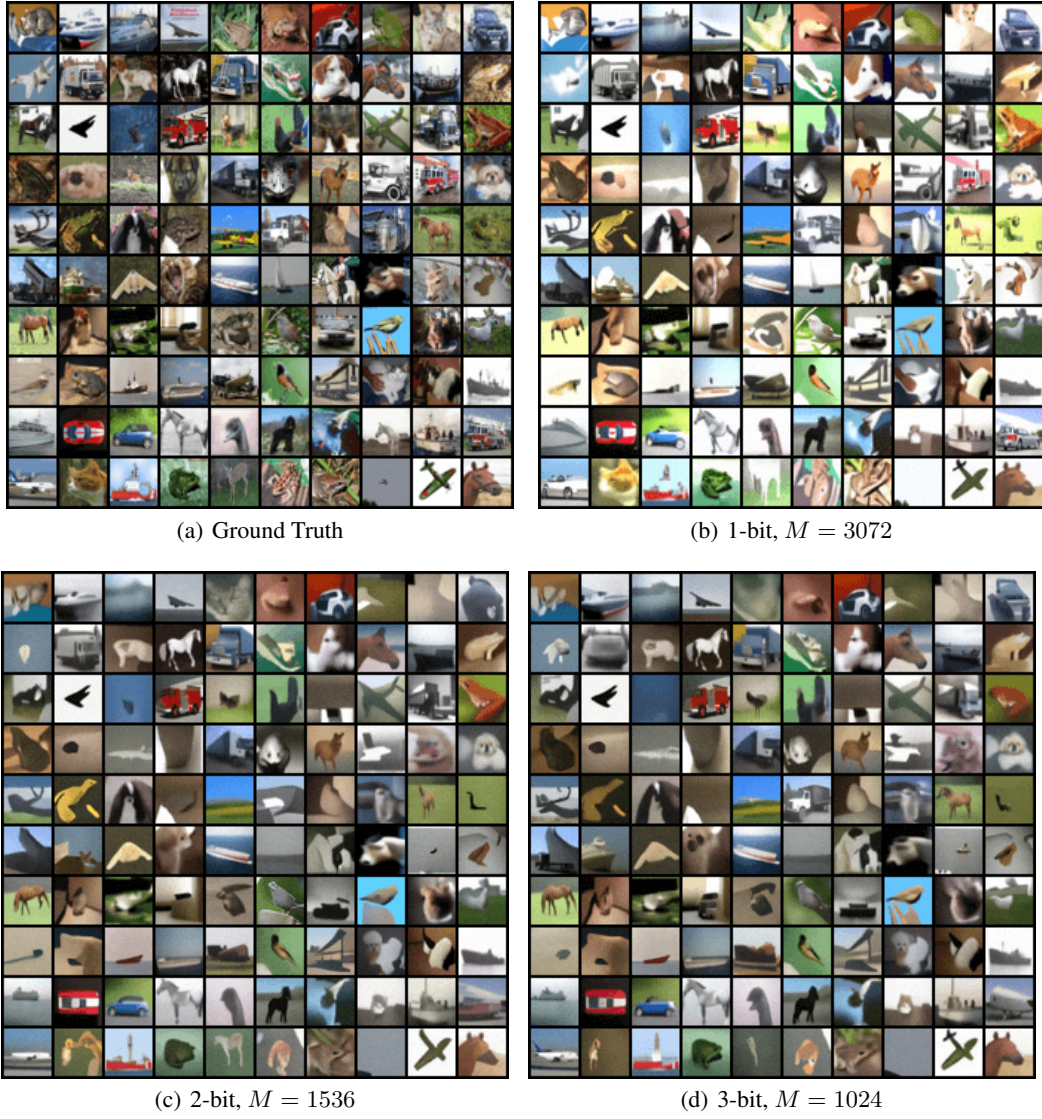 (a) Ground Truth
(b) 1-bit, M = 3072
(c) 2-bit, M = 1536
(d) 3-bit, M = 1024